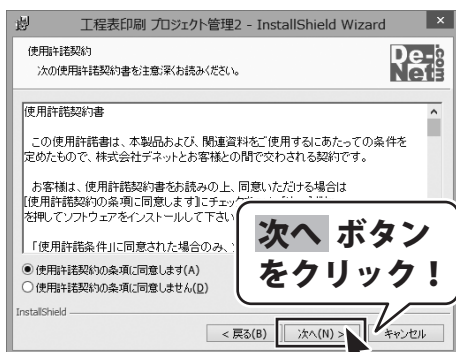 工程表印刷 プロジェクト管理2 - InstallShield Wizard
使用許諾契約
次の使用許諾契約書を注意深くお読みください。
De-Net.com
使用許諾契約書
この使用許諾書は、本製品および、関連資料をご使用するにあたっての条件を
定めたもので、株式会社デネットとお客様との間で交わされる契約です。
お客様は、使用許諾契約書をお読みの上、同意いただける場合は
[使用許諾契約の条項に同意します]にチェック
を押してソフトウェアをインストールして下さい
「使用許諾条件」に同意された場合のみ、
使用許諾契約の条項に同意します(A)
使用許諾契約の条項に同意しません(D)
次へ ボタン
をクリック！
InstallShield
< 戻る(B)
次へ(N) >
キャンセル